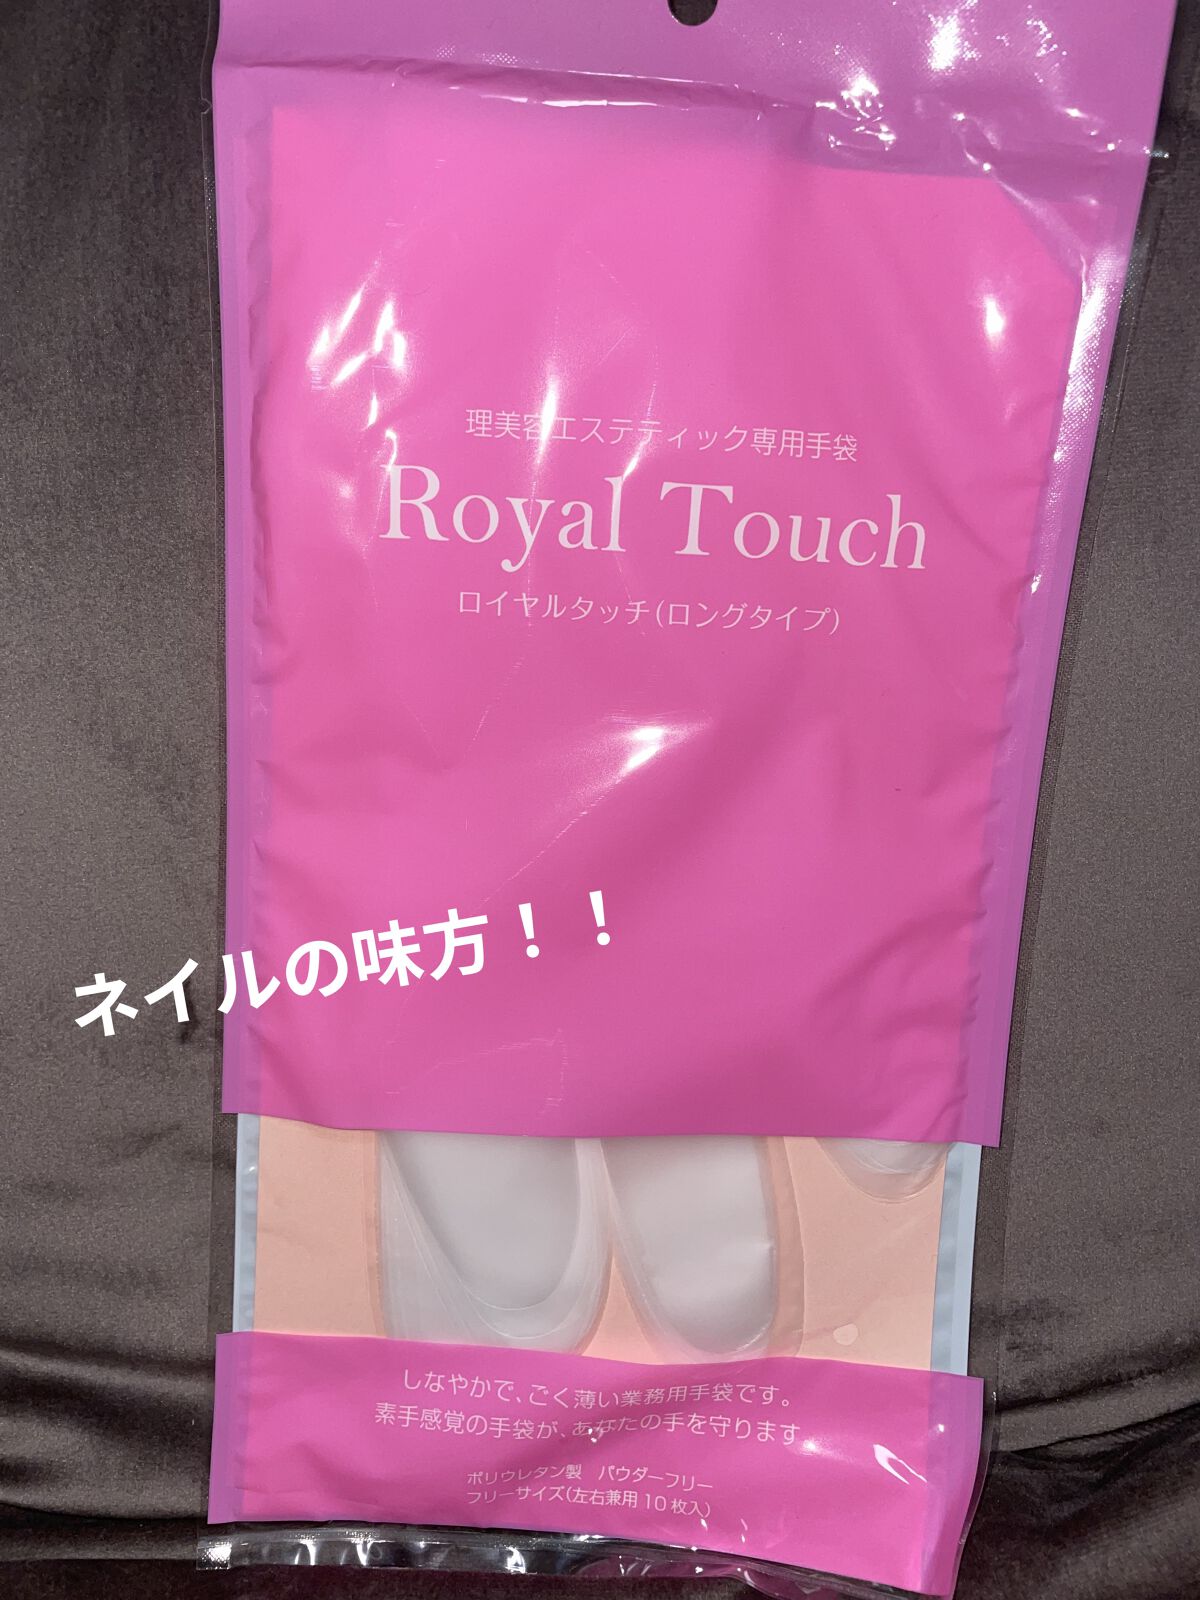 理美容エステティック専用手袋
Royal Touch
ロイヤルタッチ(ロングタイプ)
ネイルの味方！！
しなやかで、ごく薄い業務用手袋です。
素手感覚の手袋が、あなたの手を守ります
ポリウレタン製 パウダーフリー
フリーサイズ(左右兼用10枚入)